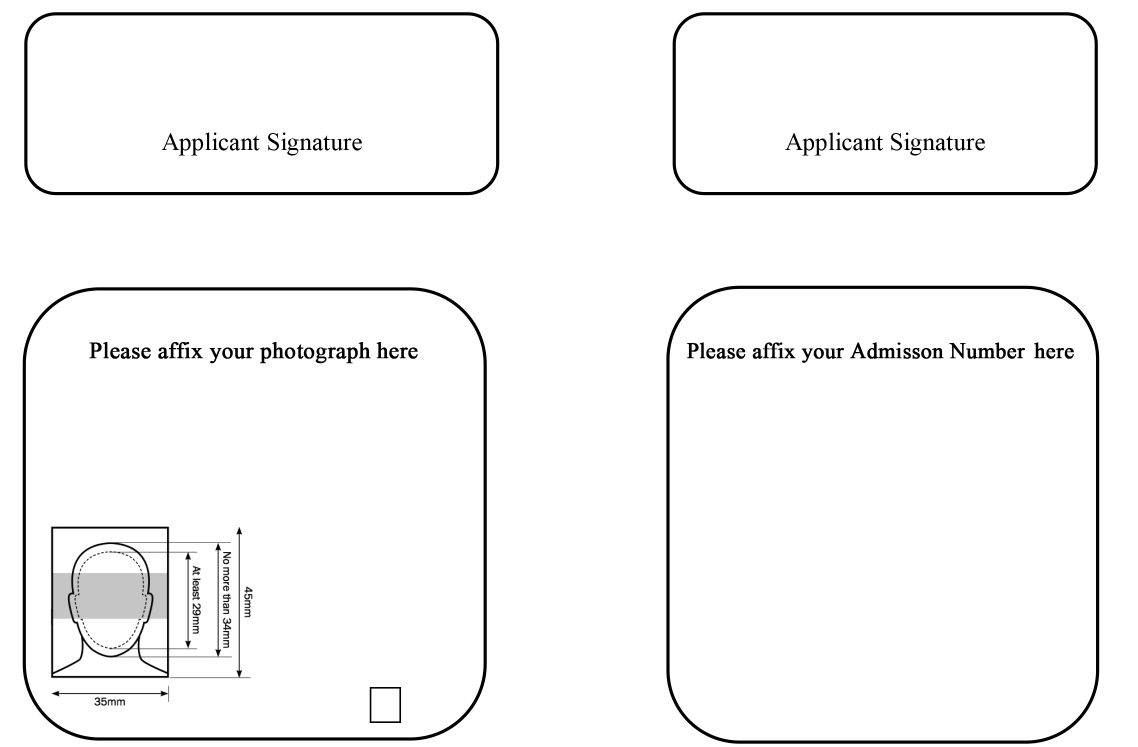 Applicant Signature
Applicant Signature
Please affix your photograph here
Please affix your Admisson Number here
At least 29mm
No more than 34mm
45mm
35mm